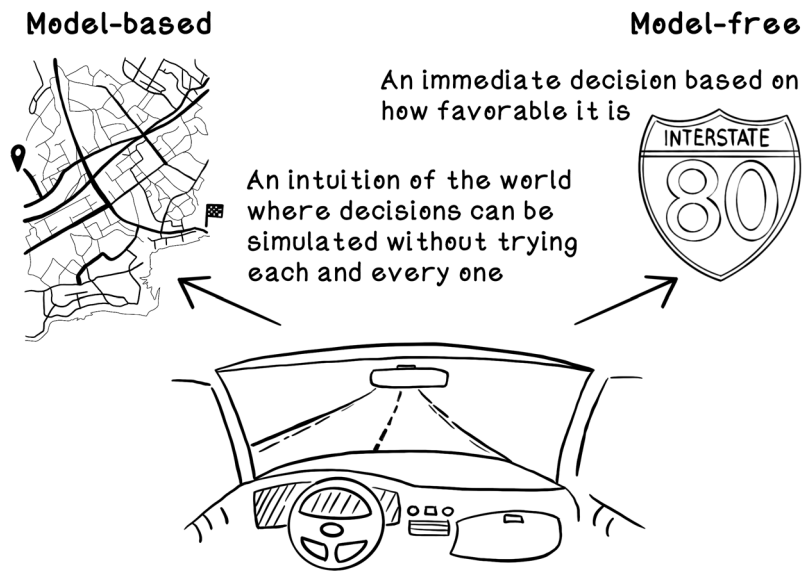 Model-based
Model-free
An immediate decision based on
how favorable it is
INTERSTATE
80
An intuition of the world
where decisions can be
simulated without trying
each and every one